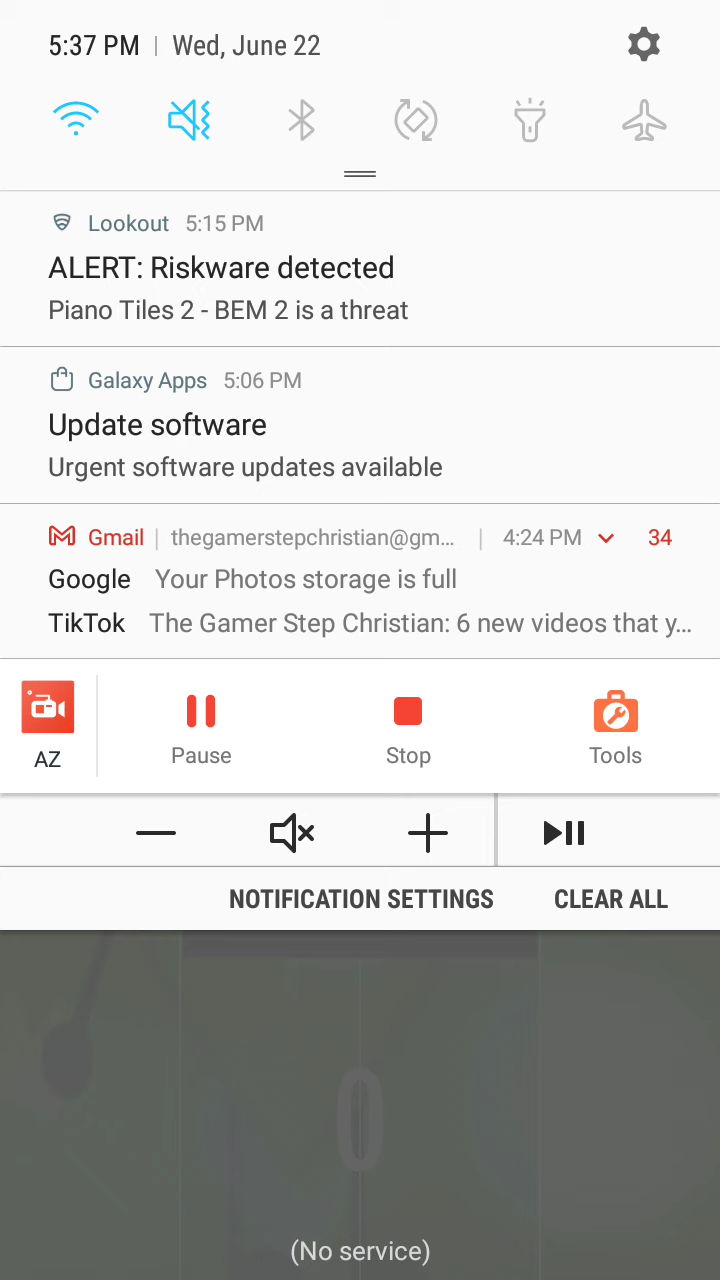 5:37 PM | Wed, June 22
Lookout 5:15 PM
ALERT: Riskware detected
Piano Tiles 2 - BEM 2 is a threat
Galaxy Apps 5:06 PM
Update software
Urgent software updates available
Gmail | thegamerstepchristian@gm... | 4:24 PM 34
Google Your Photos storage is full
TikTok The Gamer Step Christian: 6 new videos that y...
AZ Pause Stop Tools
NOTIFICATION SETTINGS CLEAR ALL
0
(No service)